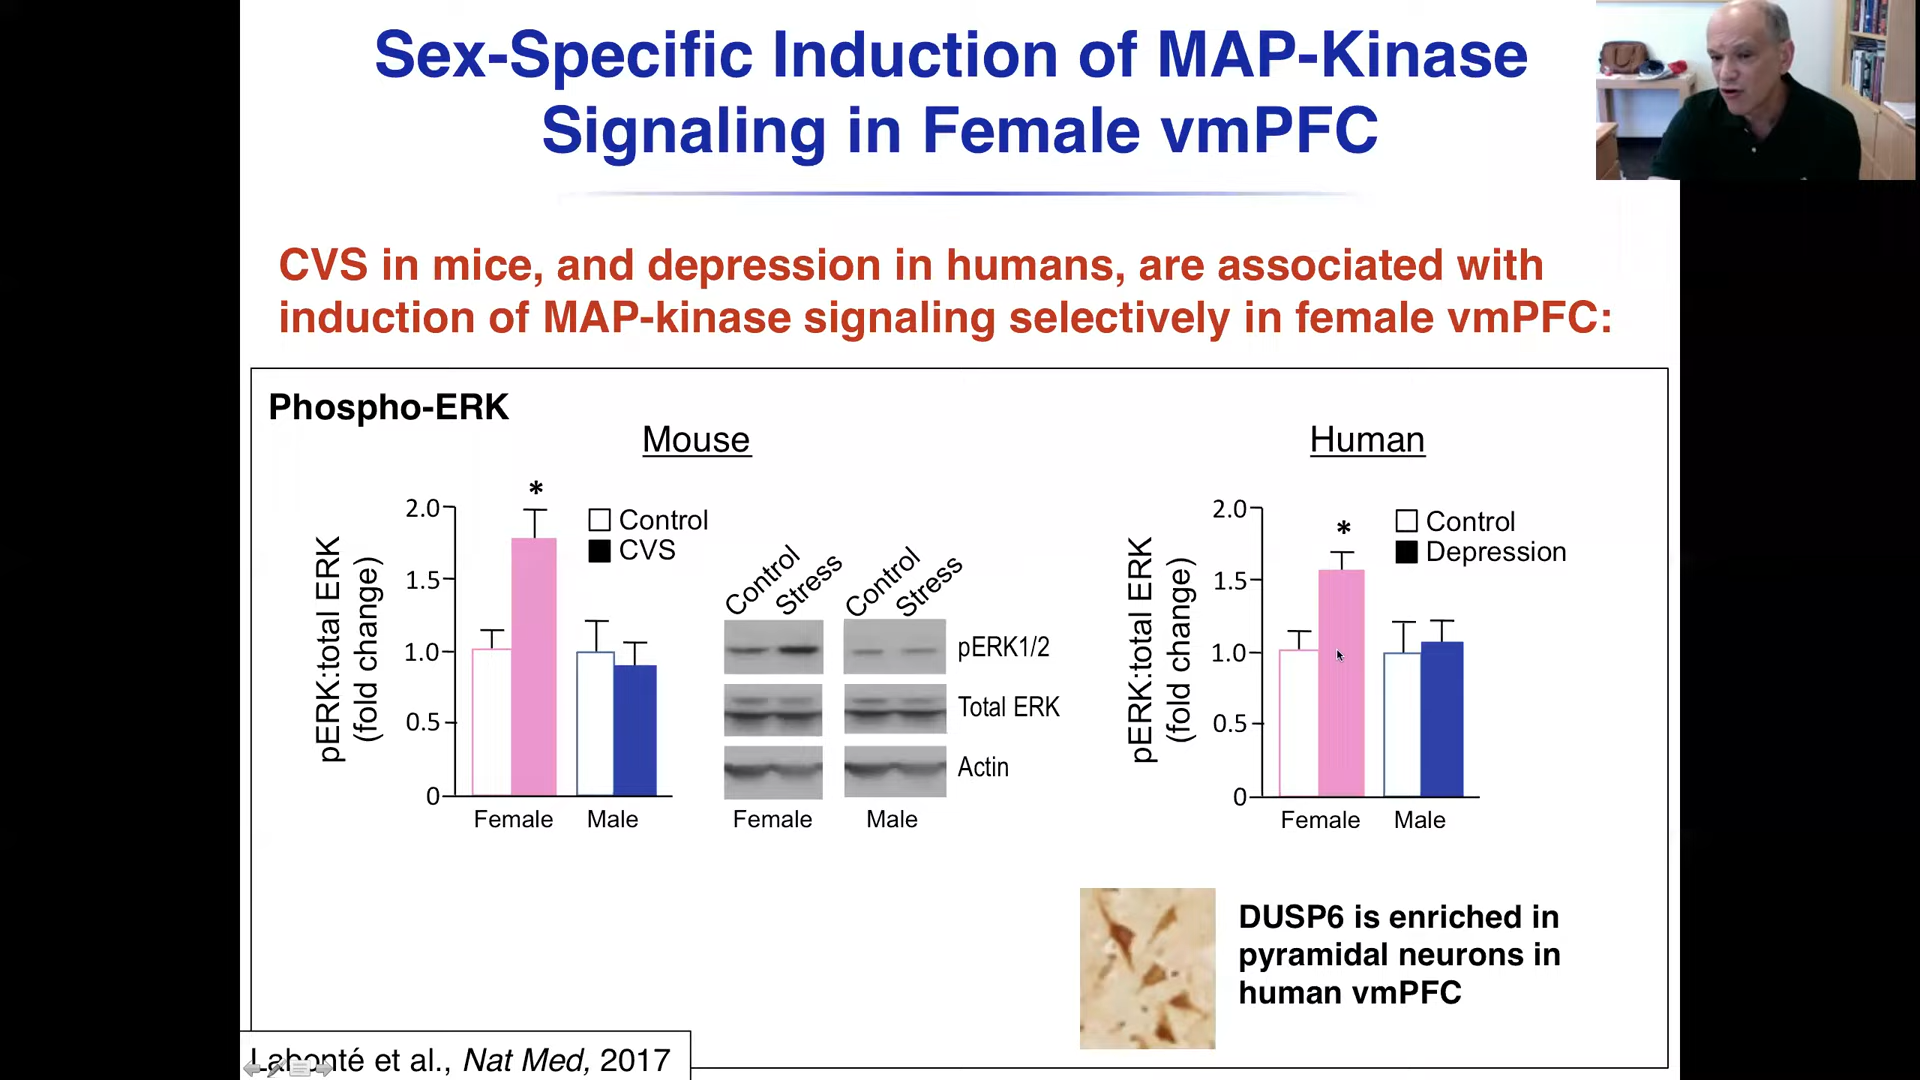 Sex-Specific Induction of MAP-Kinase
Signaling in Female vmPFC
CVS in mice, and depression in humans, are associated with
induction of MAP-kinase signaling selectively in female vmPFC:
Phospho-ERK
Mouse
pERK:total ERK
(fold change)
2.0
1.5
1.0
0.5
0
*
Control
CVS
Female Male
Control Stress Control Stress
pERK1/2
Total ERK
Actin
Female Male
Human
pERK:total ERK
(fold change)
2.0
1.5
1.0
0.5
0
*
Control
Depression
Female Male
DUSP6 is enriched in
pyramidal neurons in
human vmPFC
Labonté et al., Nat Med, 2017